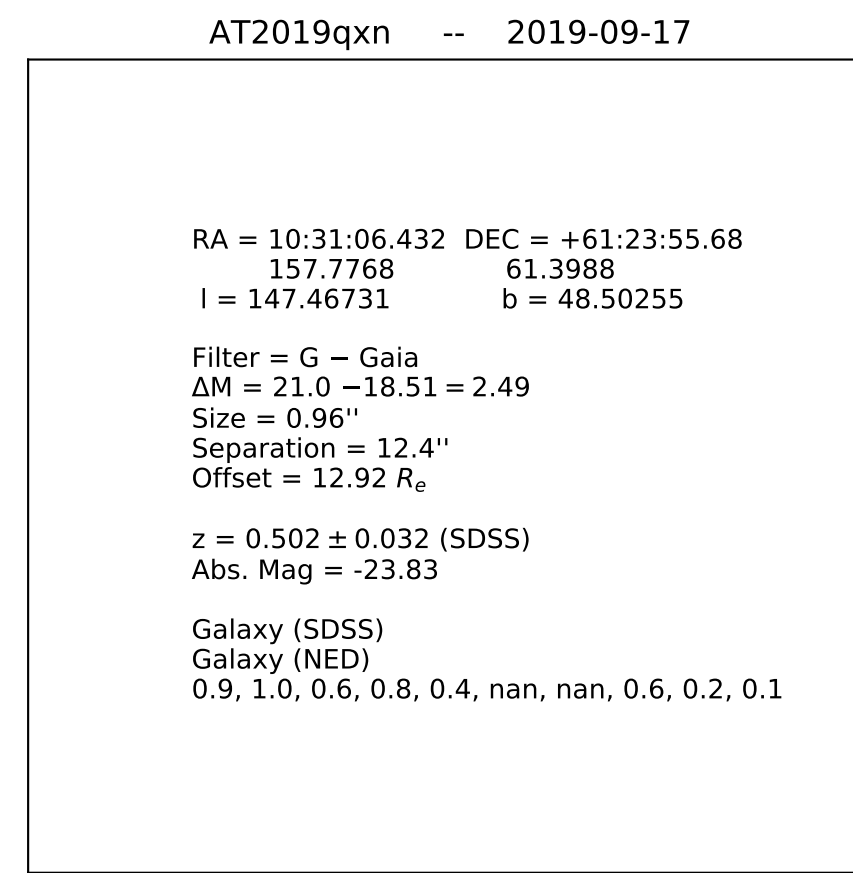 AT2019qxn -- 2019-09-17
RA = 10:31:06.432 DEC = +61:23:55.68
157.7768 61.3988
l = 147.46731 b = 48.50255
Filter = G − Gaia
ΔM = 21.0 −18.51 = 2.49
Size = 0.96''
Separation = 12.4''
Offset = 12.92 Re
z = 0.502 ± 0.032 (SDSS)
Abs. Mag = -23.83
Galaxy (SDSS)
Galaxy (NED)
0.9, 1.0, 0.6, 0.8, 0.4, nan, nan, 0.6, 0.2, 0.1